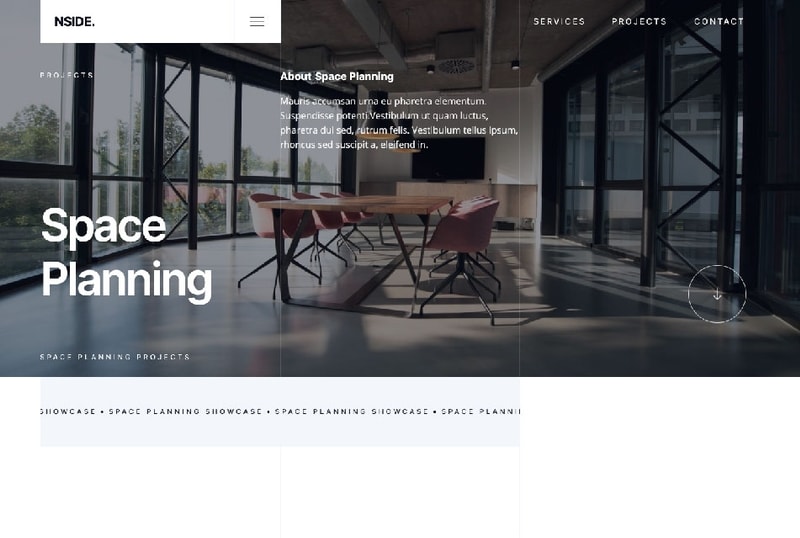 NSIDE.
SERVICES
PROJECTS
CONTACT
PROJECTS
About Space Planning
Mauris accumsan urna eu pharetra elementum.
Suspendisse potenti.Vestibulum ut quam luctus,
pharetra dui sed, rutrum felis. Vestibulum tellus ipsum,
rhoncus sed suscipit a, eleifend in.
Space
Planning
SPACE PLANNING PROJECTS
SHOWCASE • SPACE PLANNING SHOWCASE • SPACE PLANNING SHOWCASE • SPACE PLANNI